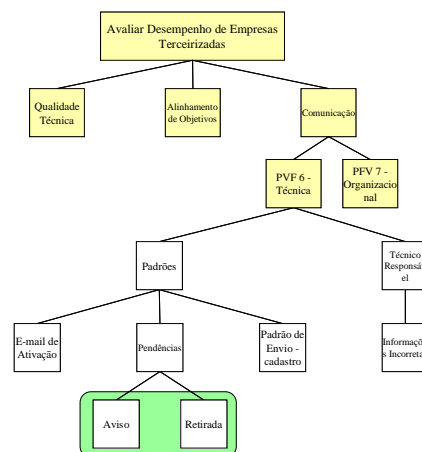 Avaliar Desempenho de Empresas
Terceirizadas
Qualidade
Técnica
Alinhamento
de Objetivos
Comunicação
PVF 6 -
Técnica
PFV 7 -
Organizacio
nal
Padrões
Técnico
Responsáv
el
E-mail de
Ativação
Pendências
Padrão de
Envio -
cadastro
Informaçõe
s Incorretas
Aviso
Retirada